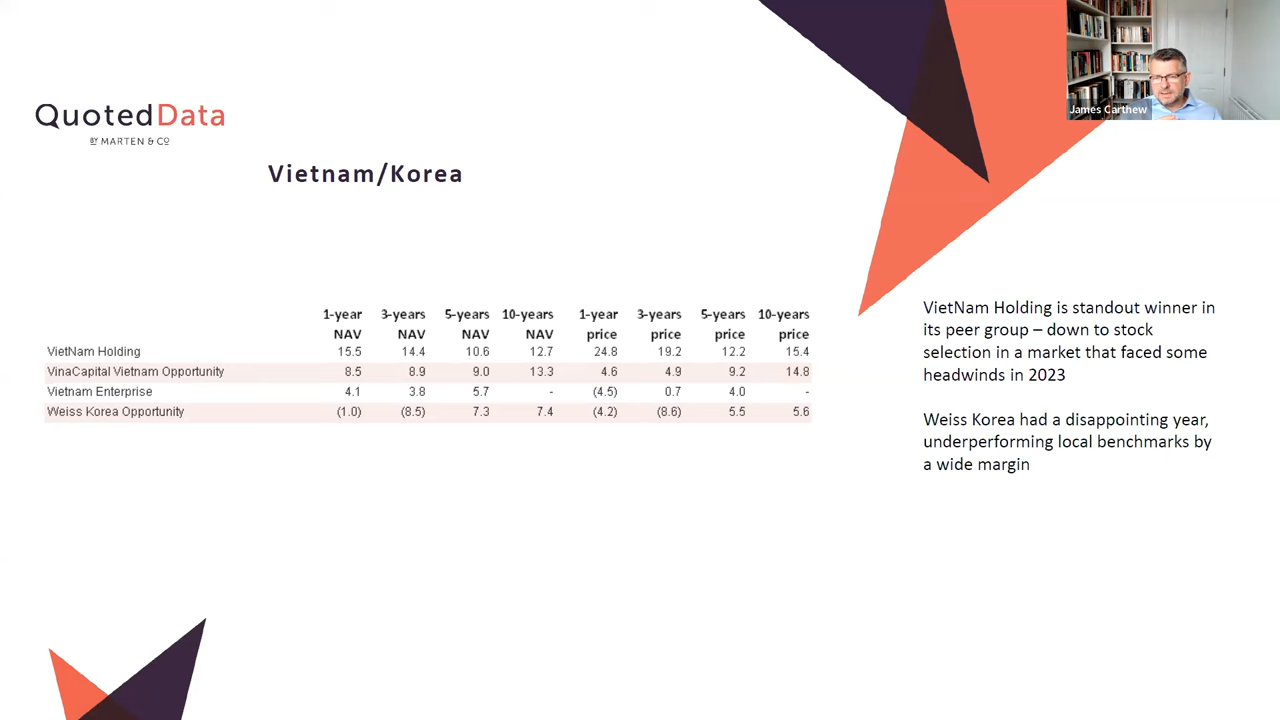 James Carthew
QuotedData
BY MARTEN & CO
Vietnam/Korea
1-year 3-years 5-years 10-years 1-year 3-years 5-years 10-years
NAV NAV NAV NAV price price price price
VietNam Holding 15.5 14.4 10.6 12.7 24.8 19.2 12.2 15.4
VinaCapital Vietnam Opportunity 8.5 8.9 9.0 13.3 4.6 4.9 9.2 14.8
Vietnam Enterprise 4.1 3.8 5.7 - (4.5) 0.7 4.0 -
Weiss Korea Opportunity (1.0) (8.5) 7.3 7.4 (4.2) (8.6) 5.5 5.6
VietNam Holding is standout winner in
its peer group – down to stock
selection in a market that faced some
headwinds in 2023
Weiss Korea had a disappointing year,
underperforming local benchmarks by
a wide margin